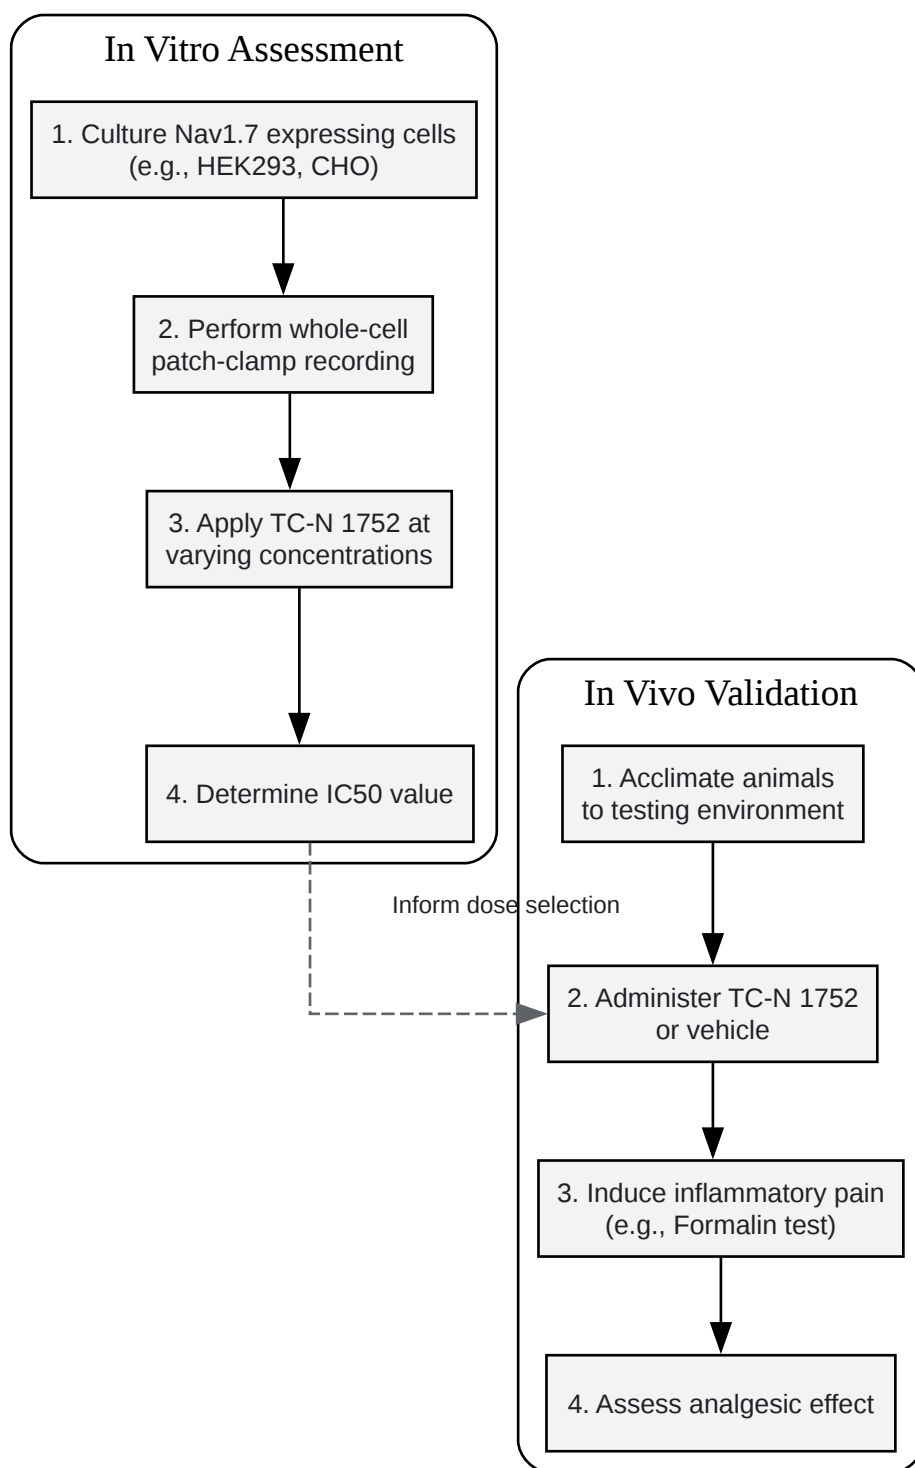 In Vitro Assessment
1. Culture Nav1.7 expressing cells
(e.g., HEK293, CHO)
2. Perform whole-cell
patch-clamp recording
3. Apply TC-N 1752 at
varying concentrations
4. Determine IC50 value
Inform dose selection
In Vivo Validation
1. Acclimate animals
to testing environment
2. Administer TC-N 1752
or vehicle
3. Induce inflammatory pain
(e.g., Formalin test)
4. Assess analgesic effect